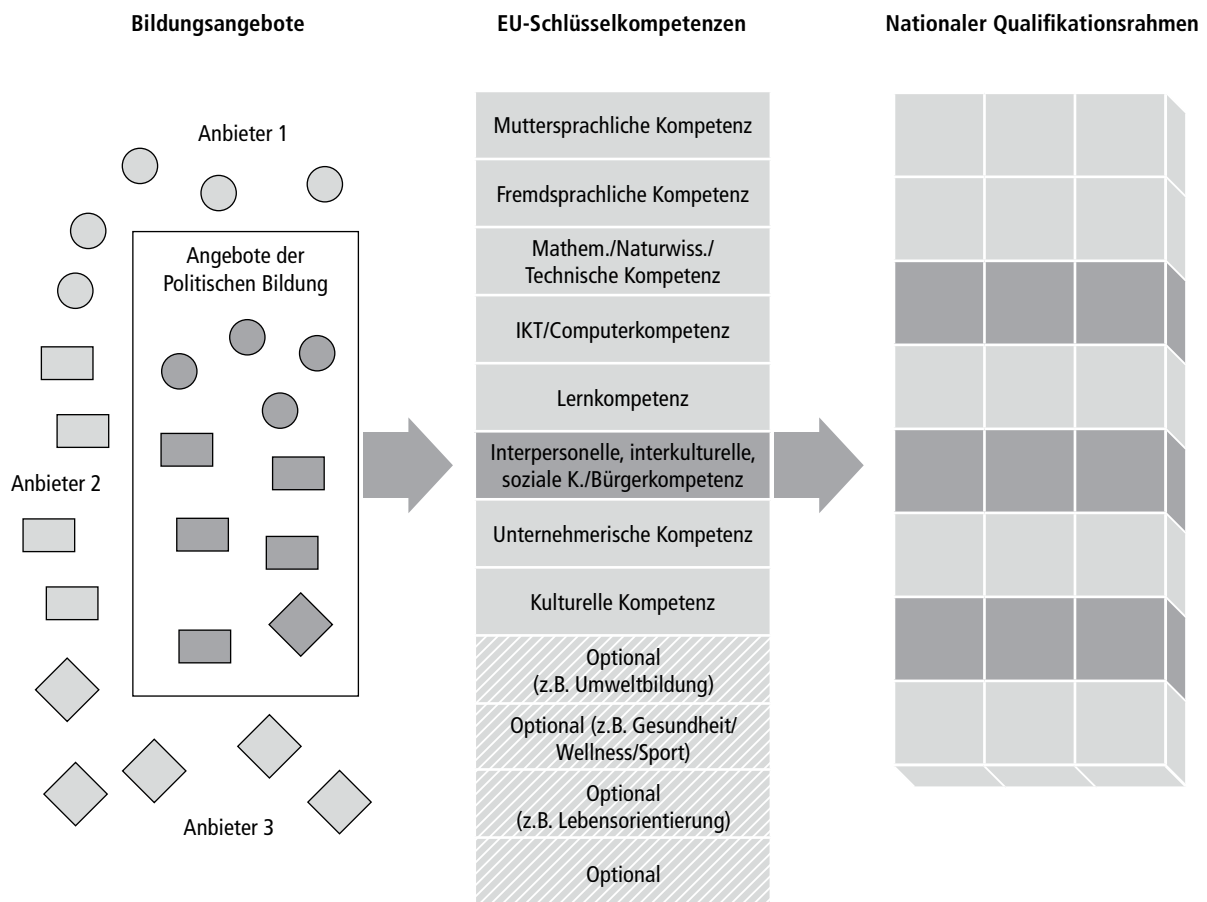 Bildungsangebote
EU-Schlüsselkompetenzen
Nationaler Qualifikationsrahmen
Anbieter 1
Angebote der
Politischen Bildung
Anbieter 2
Anbieter 3
Muttersprachliche Kompetenz
Fremdsprachliche Kompetenz
Mathem./Naturwiss./
Technische Kompetenz
IKT/Computerkompetenz
Lernkompetenz
Interpersonelle, interkulturelle,
soziale K./Bürgerkompetenz
Unternehmerische Kompetenz
Kulturelle Kompetenz
Optional
(z.B. Umweltbildung)
Optional (z.B. Gesundheit/
Wellness/Sport)
Optional
(z.B. Lebensorientierung)
Optional